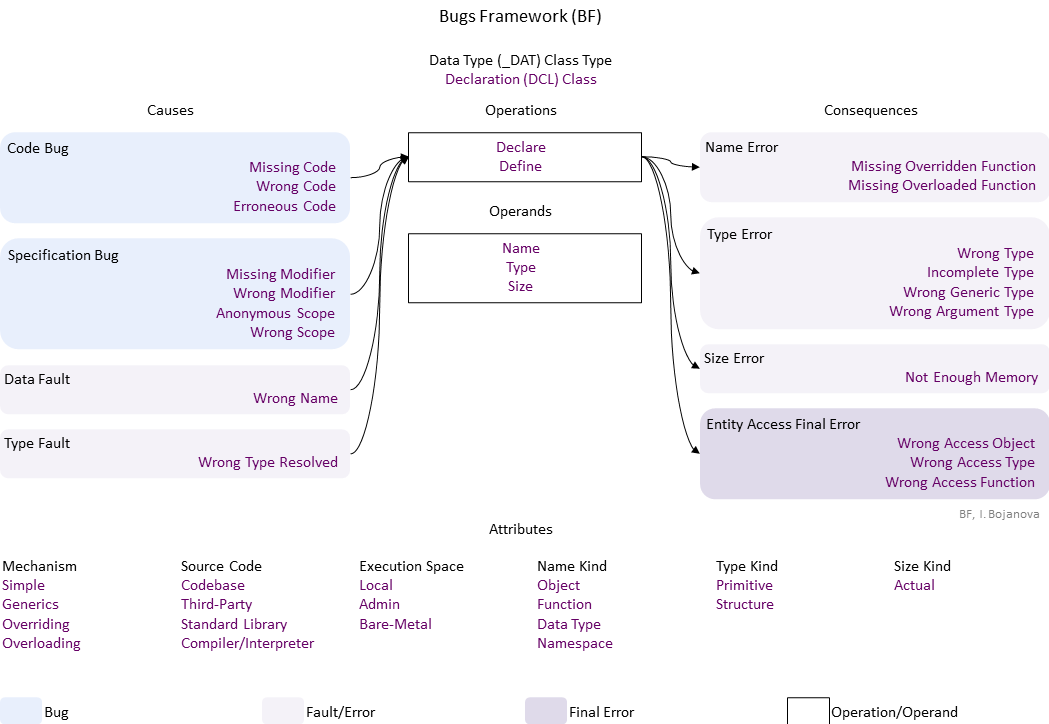 Bugs Framework (BF)
Data Type (_DAT) Class Type
Declaration (DCL) Class
Causes
Operations
Consequences
Code Bug
Missing Code
Wrong Code
Erroneous Code
Specification Bug
Missing Modifier
Wrong Modifier
Anonymous Scope
Wrong Scope
Data Fault
Wrong Name
Type Fault
Wrong Type Resolved
Declare
Define
Operands
Name
Type
Size
Name Error
Missing Overridden Function
Missing Overloaded Function
Type Error
Wrong Type
Incomplete Type
Wrong Generic Type
Wrong Argument Type
Size Error
Not Enough Memory
Entity Access Final Error
Wrong Access Object
Wrong Access Type
Wrong Access Function
BF, I. Bojanova
Attributes
Mechanism
Simple
Generics
Overriding
Overloading
Source Code
Codebase
Third-Party
Standard Library
Compiler/Interpreter
Execution Space
Local
Admin
Bare-Metal
Name Kind
Object
Function
Data Type
Namespace
Type Kind
Primitive
Structure
Size Kind
Actual
Bug
Fault/Error
Final Error
Operation/Operand